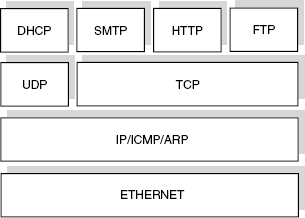 DHCP
SMTP
HTTP
FTP
UDP
TCP
IP/ICMP/ARP
ETHERNET